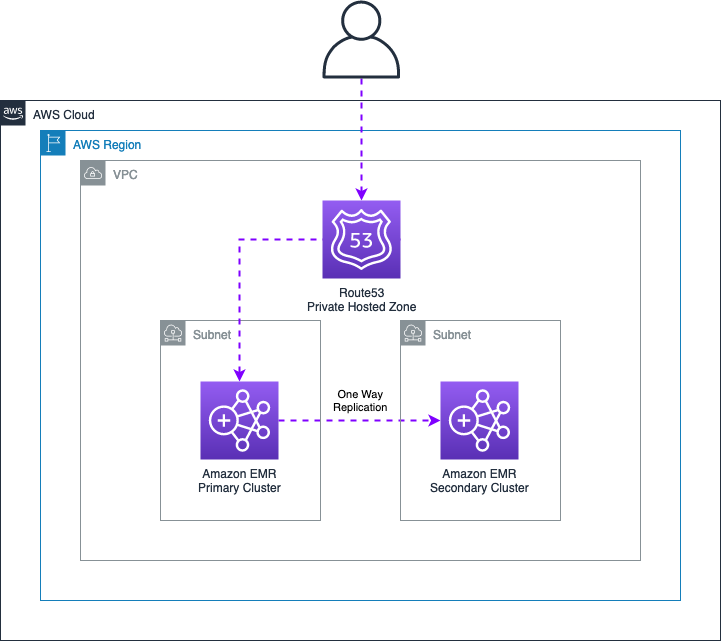 aws
AWS Cloud
AWS Region
VPC
53
Route53
Private Hosted Zone
Subnet
Subnet
One Way
Replication
Amazon EMR
Primary Cluster
Amazon EMR
Secondary Cluster